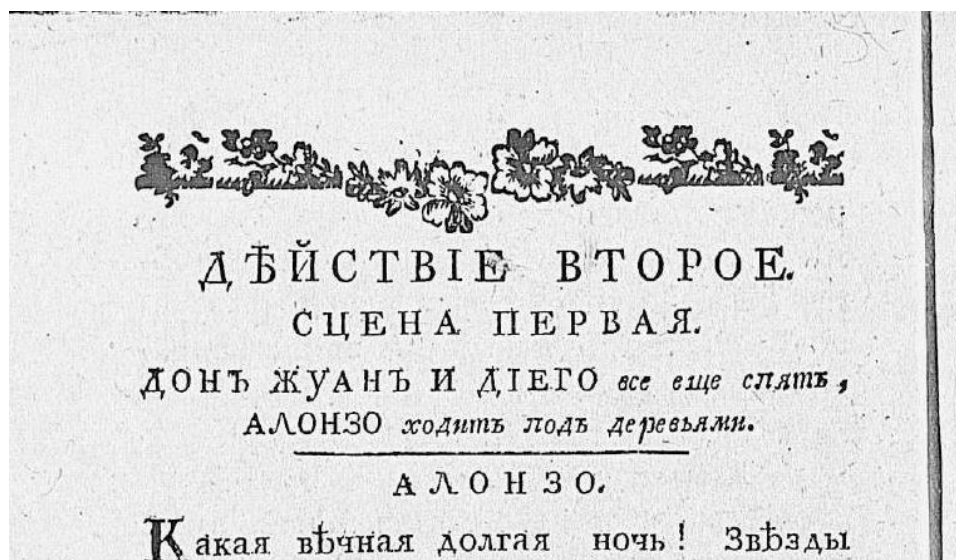 ДѢЙСТВІЕ ВТОРОЕ.
СЦЕНА ПЕРВАЯ.
ДОНЪ ЖУАНЪ И ДІЕГО все еще спятъ,
АЛОНЗО ходитъ подъ деревьями.
АЛОНЗО.
Какая вѣчная долгая ночь! Звѣзды